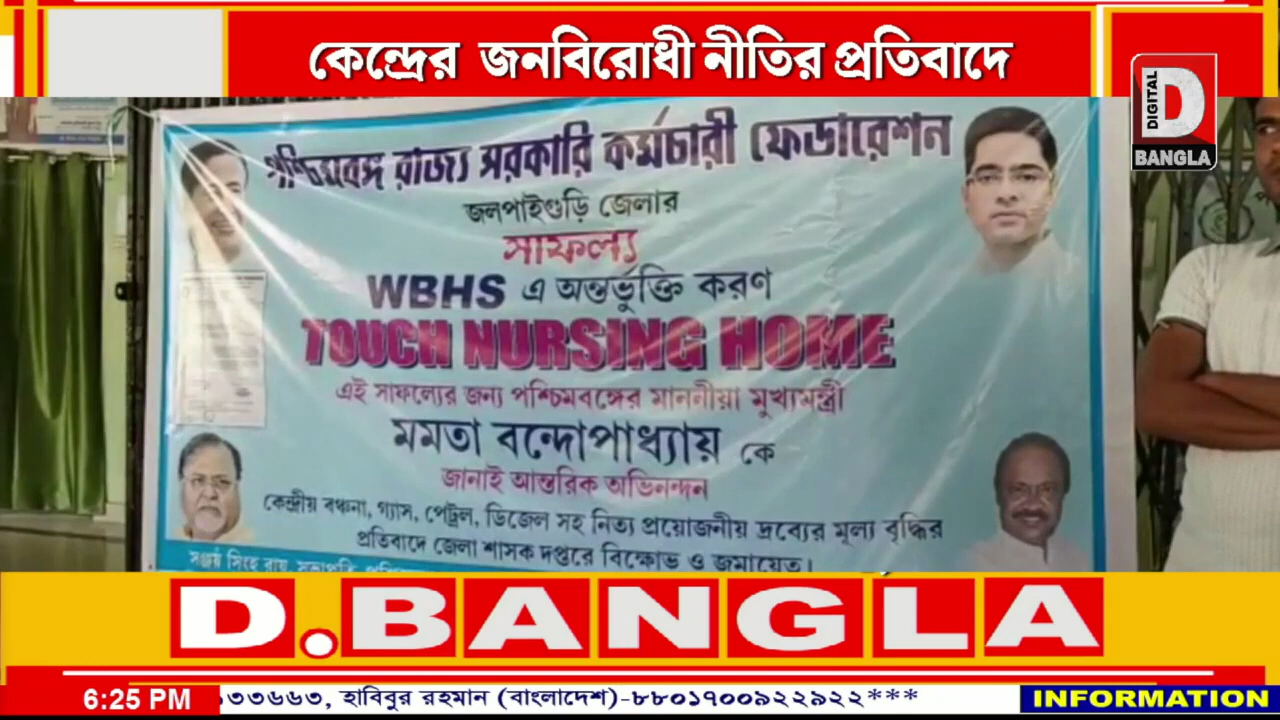 কেন্দ্রের জনবিরোধী নীতির প্রতিবাদে
DIGITAL
D
BANGLA
পশ্চিমবঙ্গ রাজ্য সরকারি কর্মচারী ফেডারেশন
জলপাইগুড়ি জেলার
সাফল্য
WBHS এ অন্তর্ভুক্তি করণ
TOUCH NURSING HOME
এই সাফল্যের জন্য পশ্চিমবঙ্গের মাননীয়া মুখ্যমন্ত্রী
মমতা বন্দোপাধ্যায় কে
জানাই আন্তরিক অভিনন্দন
কেন্দ্রীয় বঞ্চনা, গ্যাস, পেট্রল, ডিজেল সহ নিত্য প্রয়োজনীয় দ্রব্যের মূল্য বৃদ্ধির
প্রতিবাদে জেলা শাসক দপ্তরে বিক্ষোভ ও জমায়েত।
D.BANGLA
6:25 PM ৩৩৬৬৩, হাবিবুর রহমান (বাংলাদেশ)-৮৮০১৭০০৯২২৯২২*** INFORMATION